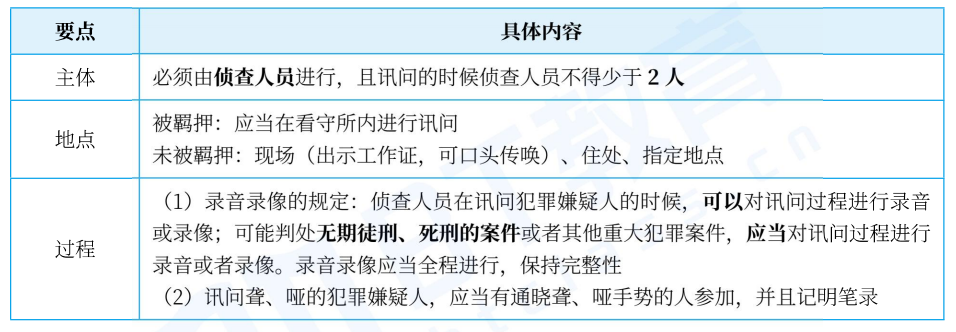 要点
具体内容
主体
必须由侦查人员进行，且讯问的时候侦查人员不得少于 2 人
地点
被羁押：应当在看守所内进行讯问
未被羁押：现场（出示工作证，可口头传唤）、住处、指定地点
过程
（1）录音录像的规定：侦查人员在讯问犯罪嫌疑人的时候，可以对讯问过程进行录音
或录像；可能判处无期徒刑、死刑的案件或者其他重大犯罪案件，应当对讯问过程进行
录音或者录像。录音录像应当全程进行，保持完整性
（2）讯问聋、哑的犯罪嫌疑人，应当有通晓聋、哑手势的人参加，并且记明笔录